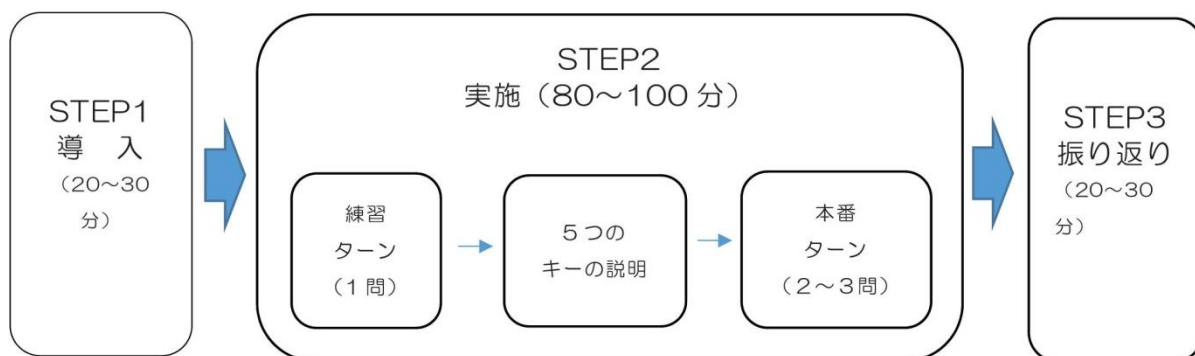 STEP1
導　入
（20～30
分）
STEP2
実施（80～100 分）
練習
ターン
（1 問）
5 つの
キーの説明
本番
ターン
（2～3問）
STEP3
振り返り
（20～30
分）